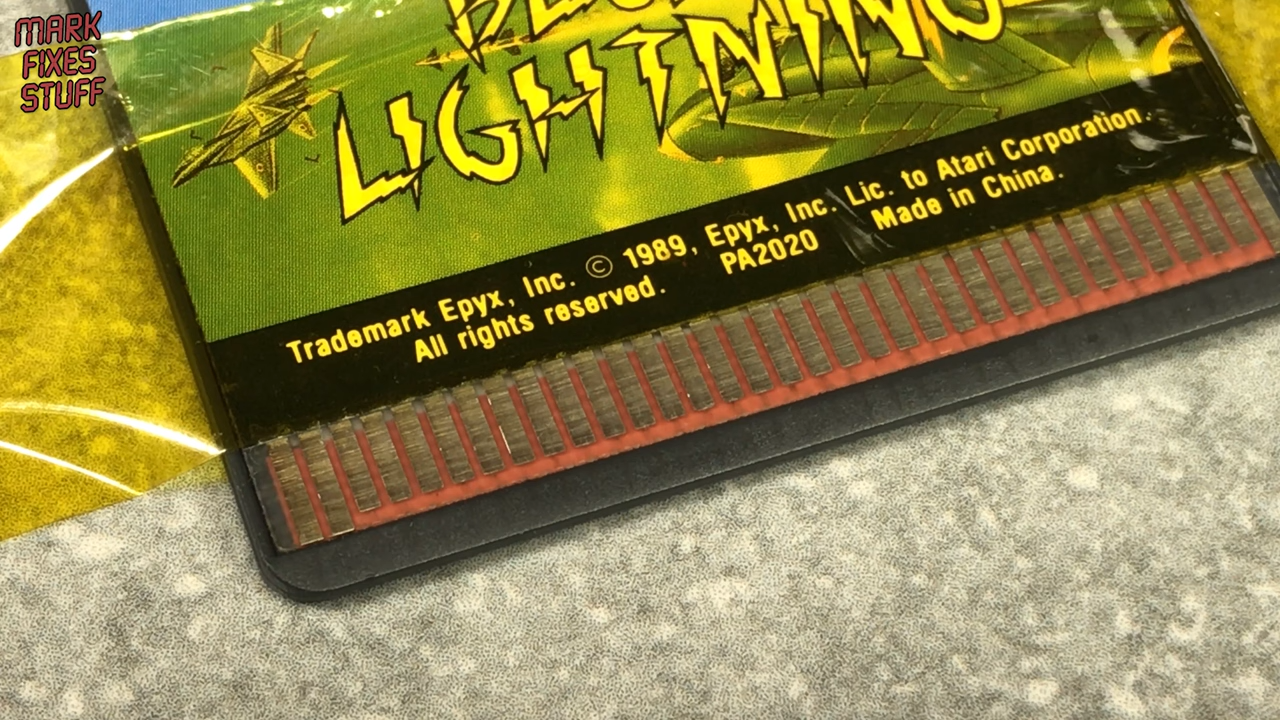 MARK
FIXES
STUFF
LIGHTNING
Trademark Epyx, Inc. © 1989, Epyx, Inc. Lic. to Atari Corporation.
All rights reserved. PA2020 Made in China.